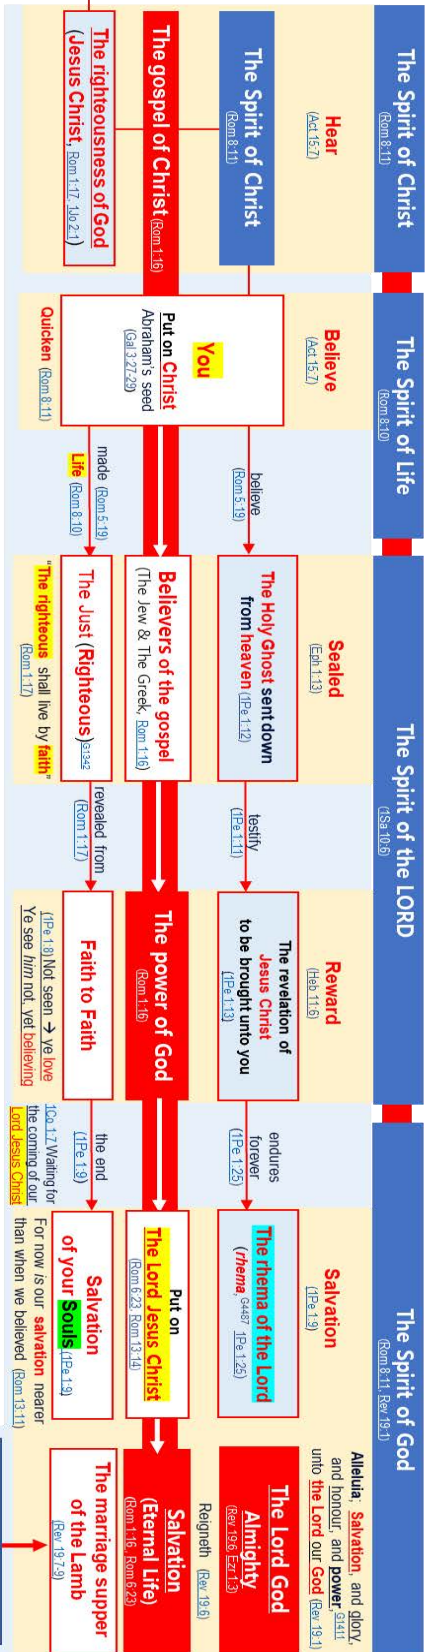 The Spirit of Christ
(Rom 8:11)
The Spirit of Life
(Rom 8:10)
The Spirit of the LORD
(1Sa 10:6)
The Spirit of God
(Rom 8:11, Rev 19:1)
Hear
(Act 15:7)
Believe
(Act 15:7)
Sealed
(Eph 1:13)
Reward
(Heb 11:6)
Salvation
(1Pe 1:9)
Alleluia; Salvation, and glory,
and honour, and power, G1411
unto the Lord our God (Rev 19:1)
The Spirit of Christ
(Rom 8:11)
believe
(Rom 5:19)
The Holy Ghost sent down
from heaven (1Pe 1:12)
testify
(1Pe 1:11)
The revelation of
Jesus Christ
to be brought unto you
(1Pe 1:13)
endures
forever
(1Pe 1:25)
The rhema of the Lord
(rhema, G4487 1Pe 1:25)
The Lord God
Almighty
(Rev 19:6, Ezr 1:3)
Reigneth (Rev 19:6)
The gospel of Christ (Rom 1:16)
You
Put on Christ
Abraham's seed
(Gal 3:27-29)
Believers of the gospel
(The Jew & The Greek, Rom 1:16)
The power of God
(Rom 1:16)
Put on
The Lord Jesus Christ
(Rom 6:23, Rom 13:14)
Salvation
(Eternal Life)
(Rom 1:16, Rom 6:23)
The righteousness of God
(Jesus Christ, Rom 1:17, 1Jo 2:1)
made (Rom 5:19)
Life (Rom 8:10)
The Just (Righteous) G1342
revealed from
(Rom 1:17)
Faith to Faith
the end
(1Pe 1:9)
Salvation
of your Souls (1Pe 1:9)
The marriage supper
of the Lamb
(Rev 19:7-9)
Quicken (Rom 8:11)
"The righteous shall live by faith"
(Rom 1:17)
(1Pe 1:8) Not seen → ye love
Ye see him not, yet believing
1Co 1:7 Waiting for
the coming of our
Lord Jesus Christ
For now is our salvation nearer
than when we believed (Rom 13:11)